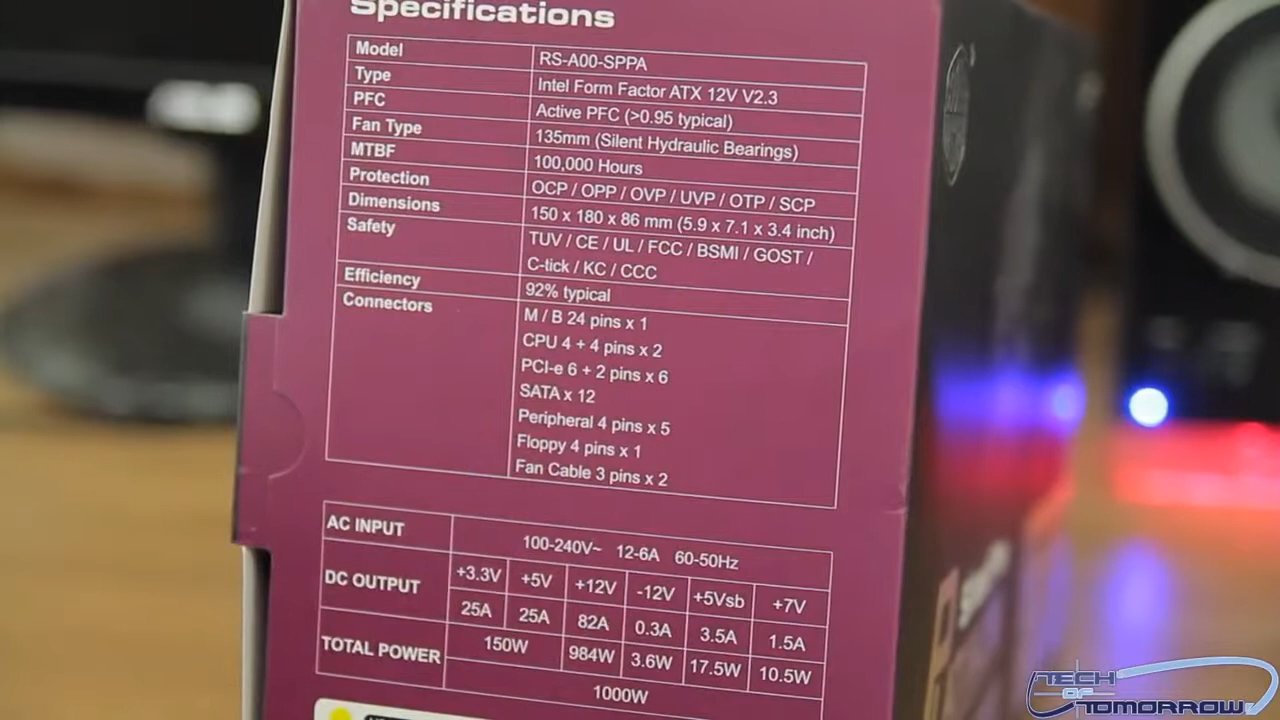 Specifications
Model RS-A00-SPPA
Type Intel Form Factor ATX 12V V2.3
PFC Active PFC (>0.95 typical)
Fan Type 135mm (Silent Hydraulic Bearings)
MTBF 100,000 Hours
Protection OCP / OPP / OVP / UVP / OTP / SCP
Dimensions 150 x 180 x 86 mm (5.9 x 7.1 x 3.4 inch)
Safety TUV / CE / UL / FCC / BSMI / GOST /
C-tick / KC / CCC
Efficiency 92% typical
Connectors M / B 24 pins x 1
CPU 4 + 4 pins x 2
PCI-e 6 + 2 pins x 6
SATA x 12
Peripheral 4 pins x 5
Floppy 4 pins x 1
Fan Cable 3 pins x 2
AC INPUT 100-240V~ 12-6A 60-50Hz
DC OUTPUT +3.3V +5V +12V -12V +5Vsb +7V
25A 25A 82A 0.3A 3.5A 1.5A
TOTAL POWER 150W 984W 3.6W 17.5W 10.5W
1000W
TECH
OF
TOMORROW